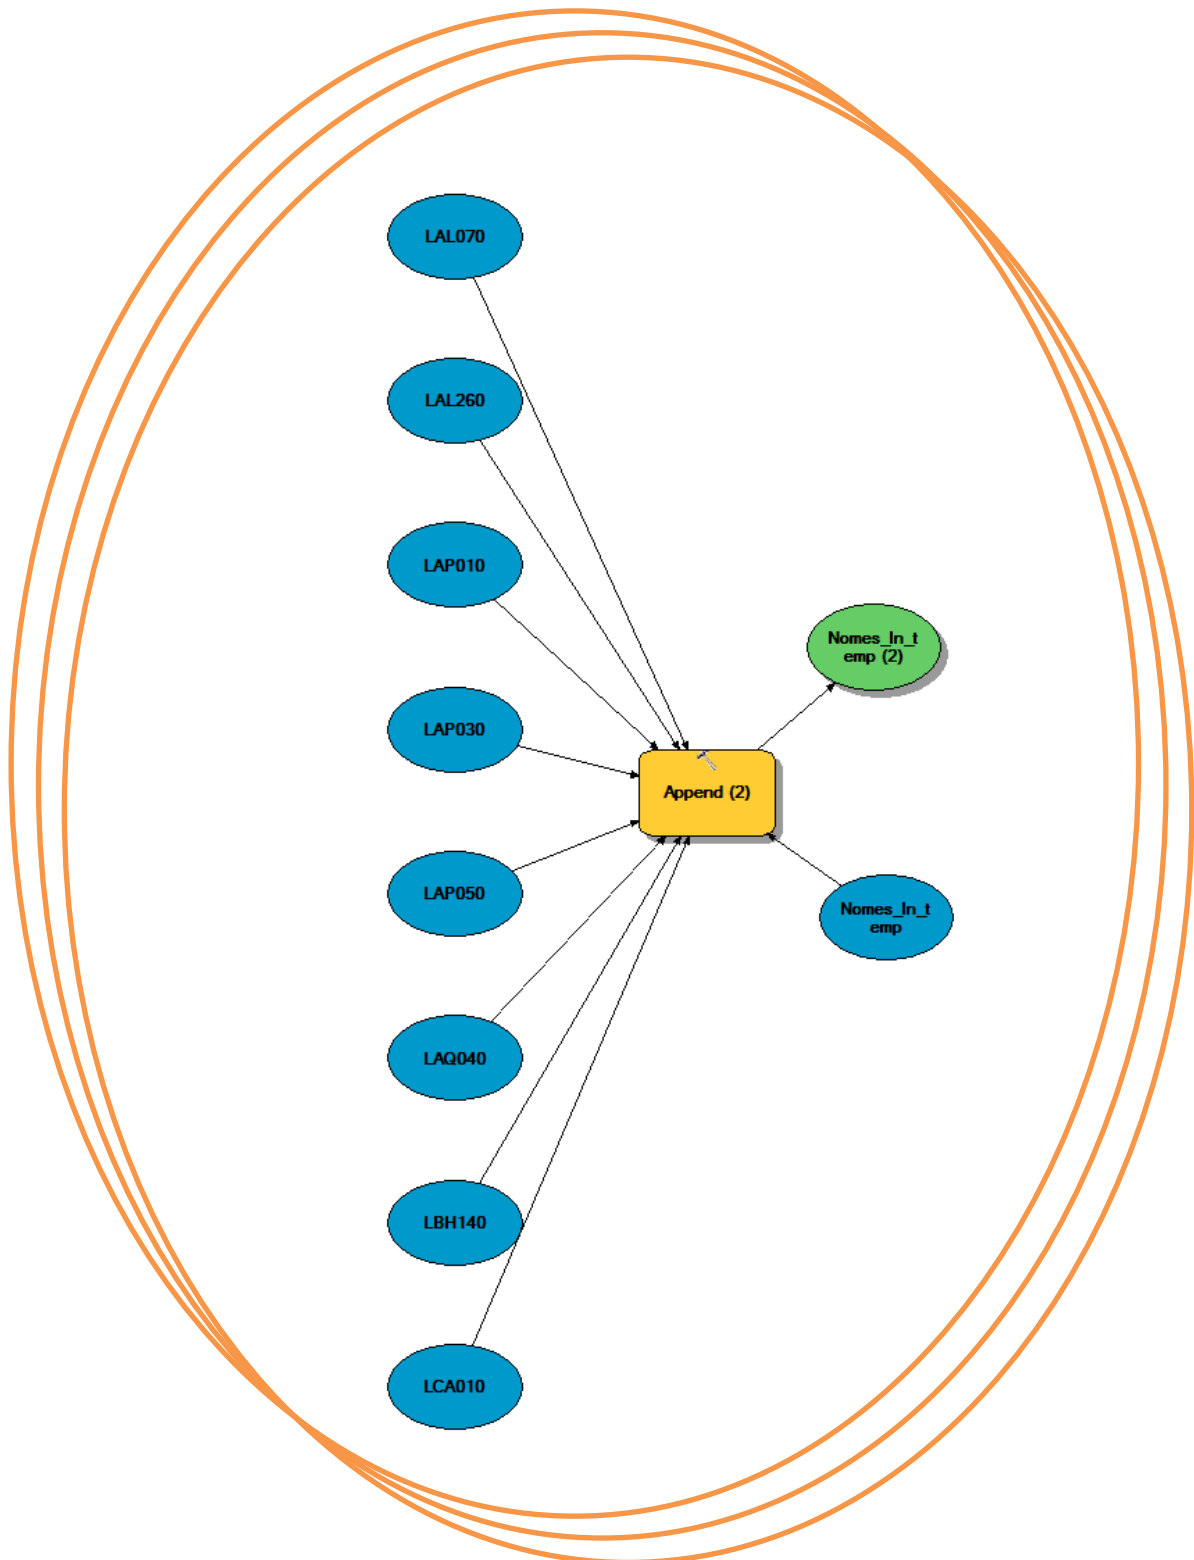 LAL070
LAL260
LAP010
LAP030
LAP050
LAQ040
LBH140
LCA010
Append (2)
Nomes_ln_t
emp (2)
Nomes_ln_t
emp